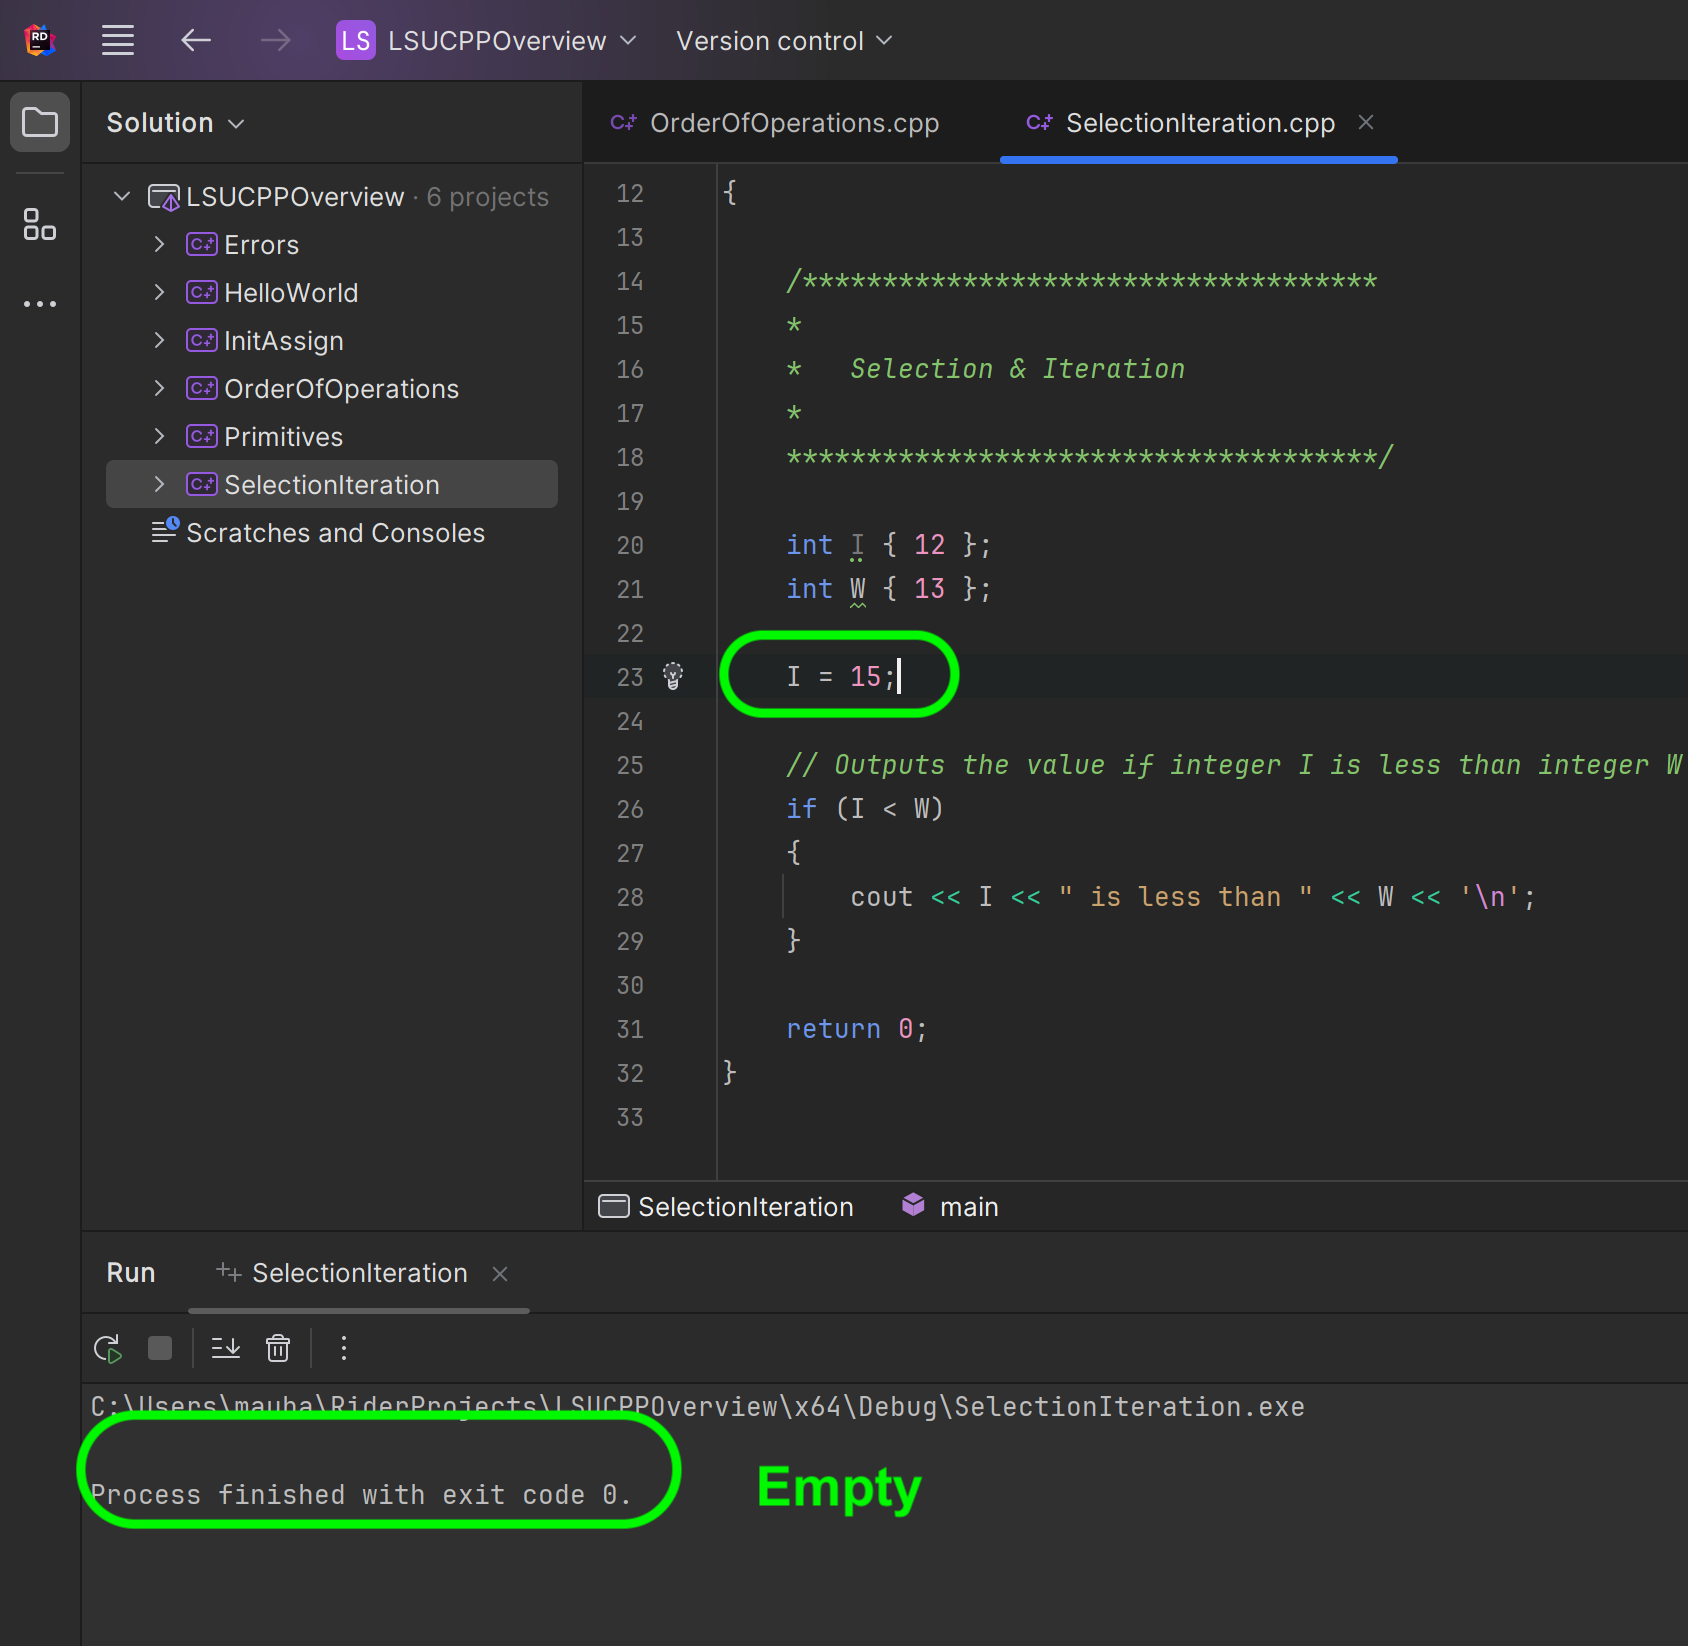 RD
LS LSUCPPOverview Version control
Solution
LSUCPPOverview · 6 projects
C++ Errors
C++ HelloWorld
C++ InitAssign
C++ OrderOfOperations
C++ Primitives
C++ SelectionIteration
Scratches and Consoles
C++ OrderOfOperations.cpp C++ SelectionIteration.cpp
12 {
13
14 /************************************
15 *
16 * Selection & Iteration
17 *
18 *************************************/
19
20 int I { 12 };
21 int W { 13 };
22
23 I = 15;
24
25 // Outputs the value if integer I is less than integer W
26 if (I < W)
27 {
28 cout << I << " is less than " << W << '\n';
29 }
30
31 return 0;
32 }
33
SelectionIteration main
Run SelectionIteration
C:\Users\mauha\RiderProjects\LSUCPPOverview\x64\Debug\SelectionIteration.exe
Process finished with exit code 0.
Empty